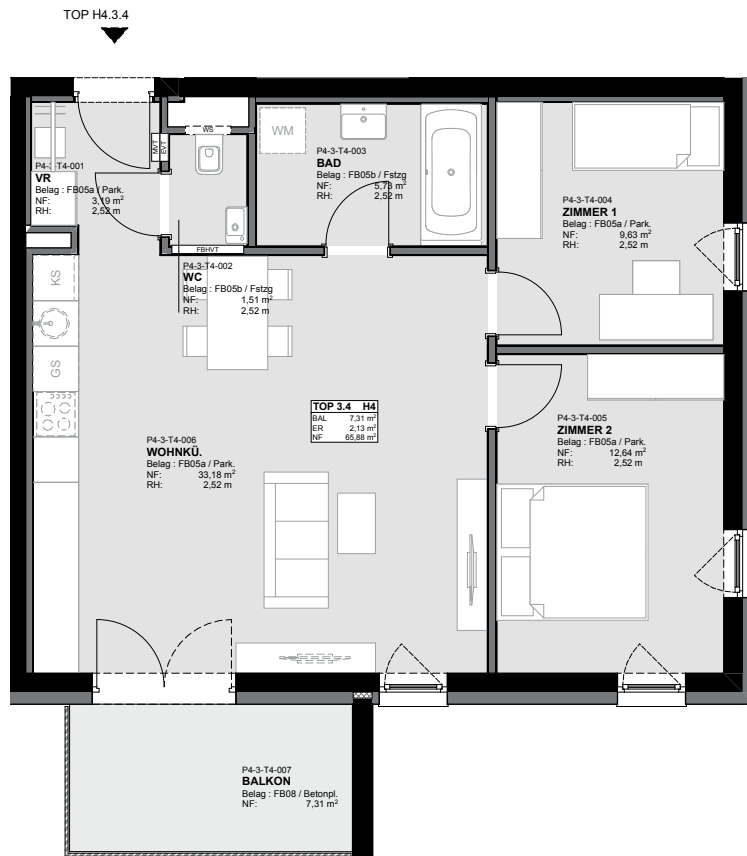 TOP H4.3.4
WS
WM
MVT
EVT
P4-3-T4-001
VR
Belag : FB05a / Park.
NF: 3,19 m²
RH: 2,52 m
P4-3-T4-003
BAD
Belag : FB05b / Fstzg
NF: 5,73 m²
RH: 2,52 m
P4-3-T4-004
ZIMMER 1
Belag : FB05a / Park.
NF: 9,63 m²
RH: 2,52 m
FBHVT
P4-3-T4-002
WC
Belag : FB05b / Fstzg
NF: 1,51 m²
RH: 2,52 m
KS
GS
TOP 3.4 H4
BAL 7,31 m²
ER 2,13 m²
NF 65,88 m²
P4-3-T4-005
ZIMMER 2
Belag : FB05a / Park.
NF: 12,64 m²
RH: 2,52 m
P4-3-T4-006
WOHNKÜ.
Belag : FB05a / Park.
NF: 33,18 m²
RH: 2,52 m
P4-3-T4-007
BALKON
Belag : FB08 / Betonpl.
NF: 7,31 m²